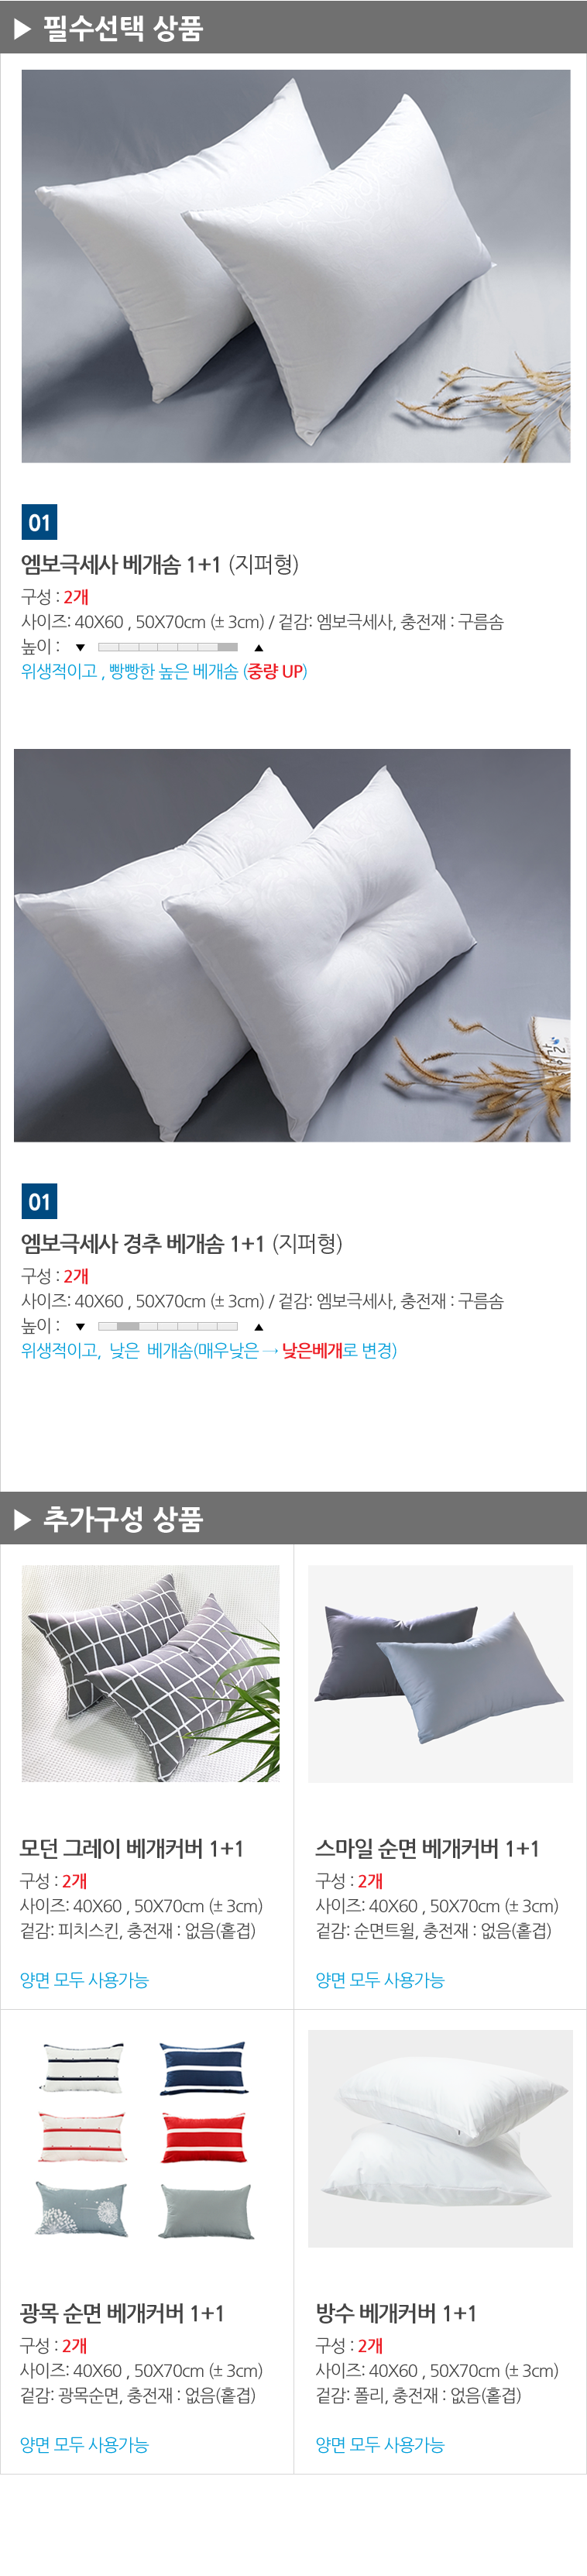 ▶ 필수선택 상품
01
엠보극세사 베개솜 1+1 (지퍼형)
구성 : 2개
사이즈: 40X60 , 50X70cm (± 3cm) / 겉감: 엠보극세사, 충전재 : 구름솜
높이 : ▼ ▲
위생적이고 , 빵빵한 높은 베개솜 (중량 UP)
01
엠보극세사 경추 베개솜 1+1 (지퍼형)
구성 : 2개
사이즈: 40X60 , 50X70cm (± 3cm) / 겉감: 엠보극세사, 충전재 : 구름솜
높이 : ▼ ▲
위생적이고, 낮은 베개솜(매우낮은 → 낮은베개로 변경)
▶ 추가구성 상품
모던 그레이 베개커버 1+1
구성 : 2개
사이즈: 40X60 , 50X70cm (± 3cm)
겉감: 피치스킨, 충전재 : 없음(홑겹)
양면 모두 사용가능
스마일 순면 베개커버 1+1
구성 : 2개
사이즈: 40X60 , 50X70cm (± 3cm)
겉감: 순면트윌, 충전재 : 없음(홑겹)
양면 모두 사용가능
광목 순면 베개커버 1+1
구성 : 2개
사이즈: 40X60 , 50X70cm (± 3cm)
겉감: 광목순면, 충전재 : 없음(홑겹)
양면 모두 사용가능
방수 베개커버 1+1
구성 : 2개
사이즈: 40X60 , 50X70cm (± 3cm)
겉감: 폴리, 충전재 : 없음(홑겹)
양면 모두 사용가능